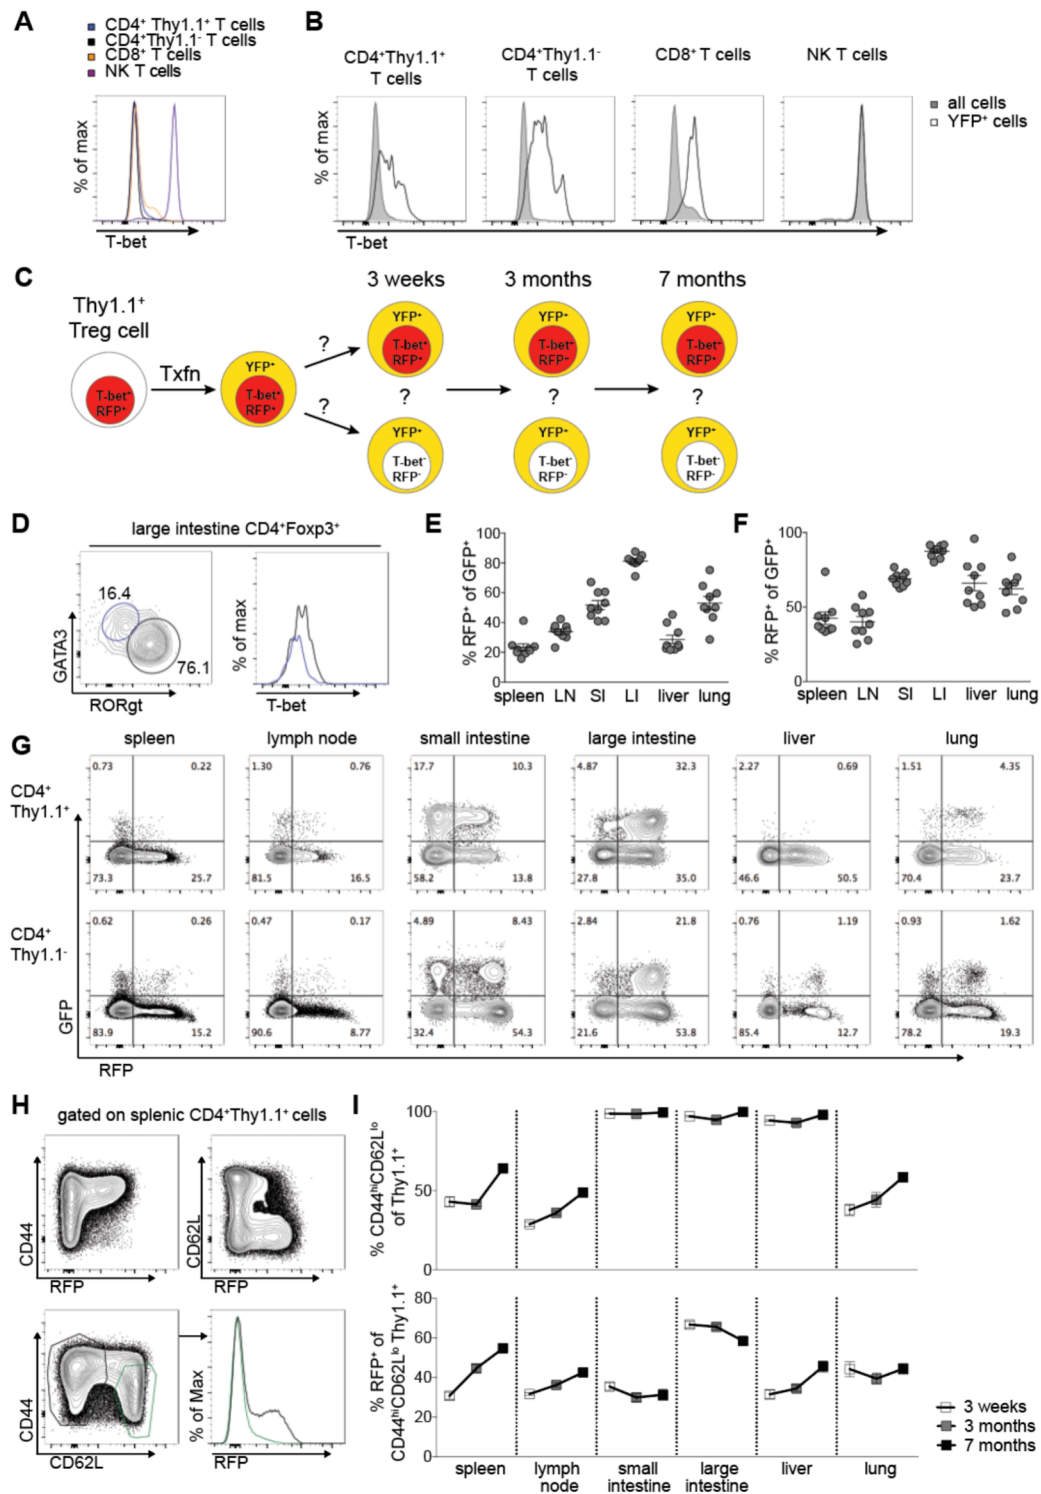 A
CD4⁺ Thy1.1⁺ T cells
CD4⁺Thy1.1⁻ T cells
CD8⁺ T cells
NK T cells
% of max
T-bet
B
CD4⁺Thy1.1⁺
T cells
CD4⁺Thy1.1⁻
T cells
CD8⁺ T cells
NK T cells
all cells
YFP⁺ cells
% of max
T-bet
C
3 weeks
3 months
7 months
Thy1.1⁺
Treg cell
Txfn
T-bet⁺
RFP⁺
YFP⁺
T-bet⁺
RFP⁺
?
?
YFP⁺
T-bet⁺
RFP⁺
YFP⁺
T-bet⁺
RFP⁺
YFP⁺
T-bet⁺
RFP⁺
?
?
?
YFP⁺
T-bet⁻
RFP⁻
YFP⁺
T-bet⁻
RFP⁻
YFP⁺
T-bet⁻
RFP⁻
D
large intestine CD4⁺Foxp3⁺
16.4
76.1
GATA3
RORgt
% of max
T-bet
E
% RFP⁺ of GFP⁺
100
80
60
40
20
0
spleen LN SI LI liver lung
F
% RFP⁺ of GFP⁺
100
50
0
spleen LN SI LI liver lung
G
spleen
lymph node
small intestine
large intestine
liver
lung
CD4⁺
Thy1.1⁺
0.73 0.22
73.3 25.7
1.30 0.76
81.5 16.5
17.7 10.3
58.2 13.8
4.87 32.3
27.8 35.0
2.27 0.69
46.6 50.5
1.51 4.35
70.4 23.7
CD4⁺
Thy1.1⁻
0.62 0.26
83.9 15.2
0.47 0.17
90.6 8.77
4.89 8.43
32.4 54.3
2.84 21.8
21.6 53.8
0.76 1.19
85.4 12.7
0.93 1.62
78.2 19.3
GFP
RFP
H
gated on splenic CD4⁺Thy1.1⁺ cells
CD44
RFP
CD62L
RFP
CD44
CD62L
% of Max
RFP
I
% CD44ʰⁱCD62Lˡᵒ
of Thy1.1⁺
100
50
0
% RFP⁺ of
CD44ʰⁱCD62Lˡᵒ Thy1.1⁺
80
60
40
20
0
spleen
lymph
node
small
intestine
large
intestine
liver
lung
3 weeks
3 months
7 months